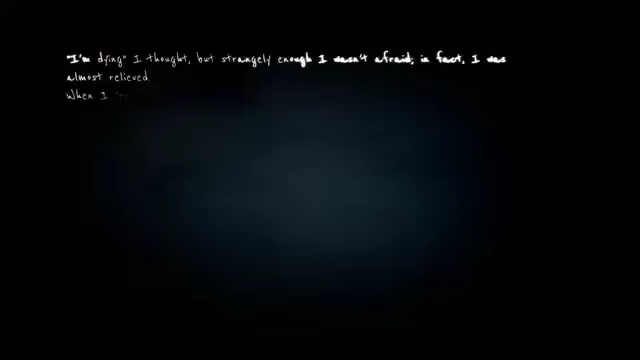 "I'm dying" I thought, but strangely enough I wasn't afraid, in fact, I was
almost relieved.
When I